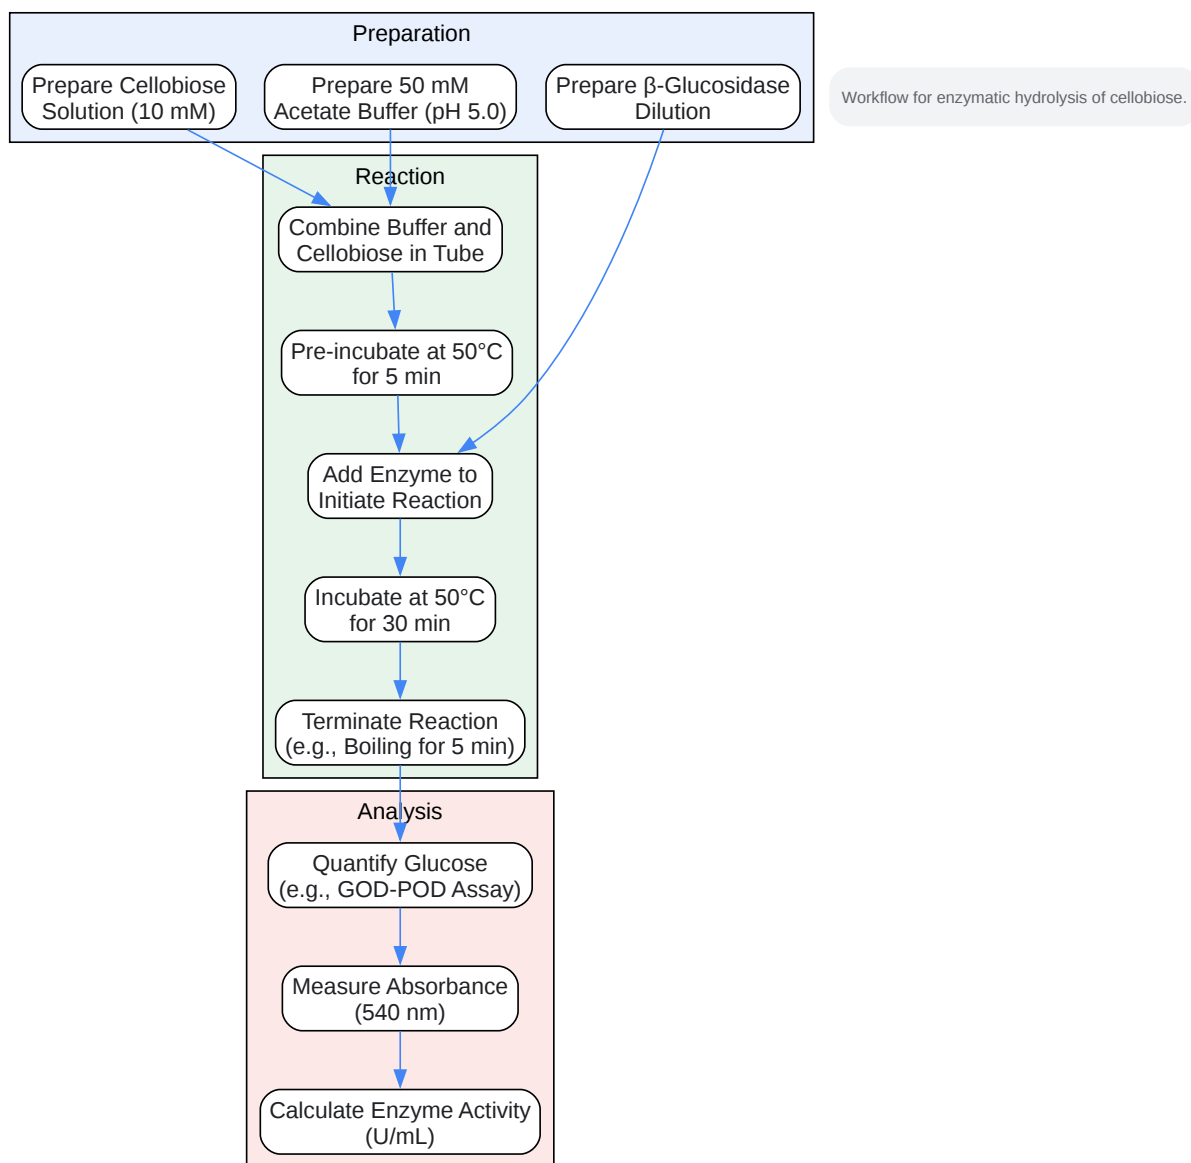 Preparation
Prepare Cellobiose
Solution (10 mM)
Prepare 50 mM
Acetate Buffer (pH 5.0)
Prepare β-Glucosidase
Dilution
Workflow for enzymatic hydrolysis of cellobiose.
Reaction
Combine Buffer and
Cellobiose in Tube
Pre-incubate at 50°C
for 5 min
Add Enzyme to
Initiate Reaction
Incubate at 50°C
for 30 min
Terminate Reaction
(e.g., Boiling for 5 min)
Analysis
Quantify Glucose
(e.g., GOD-POD Assay)
Measure Absorbance
(540 nm)
Calculate Enzyme Activity
(U/mL)